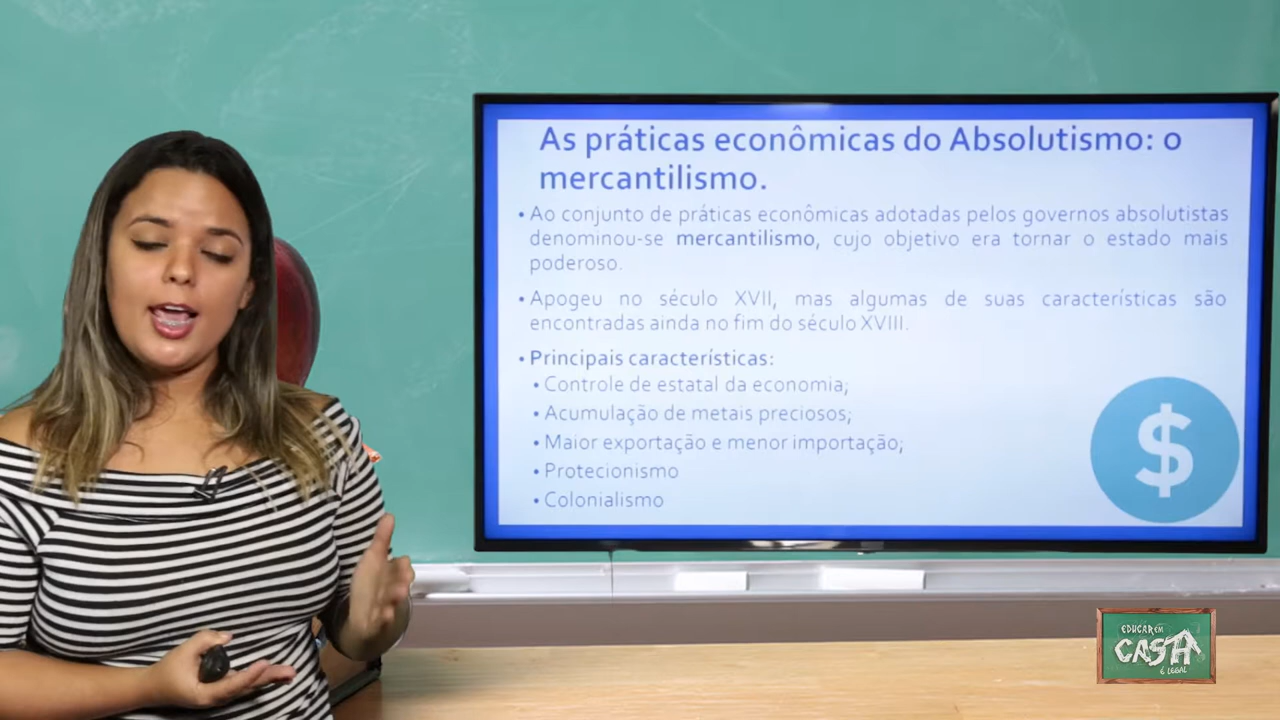 As práticas econômicas do Absolutismo: o
mercantilismo.
• Ao conjunto de práticas econômicas adotadas pelos governos absolutistas
denominou-se mercantilismo, cujo objetivo era tornar o estado mais
poderoso.
• Apogeu no século XVII, mas algumas de suas características são
encontradas ainda no fim do século XVIII.
• Principais características:
• Controle de estatal da economia;
• Acumulação de metais preciosos;
• Maior exportação e menor importação;
• Protecionismo
• Colonialismo
$
EDUCAR EM
CASA
É LEGAL